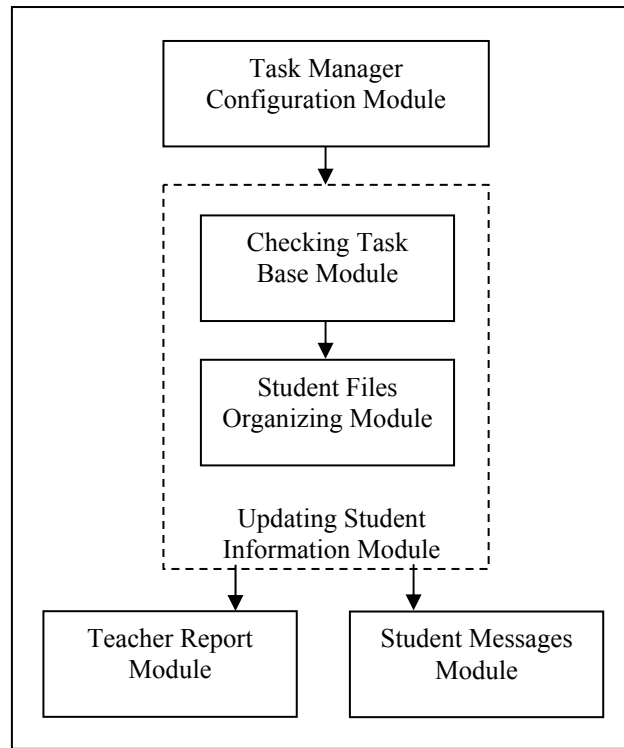 Task Manager
Configuration Module
Checking Task
Base Module
Student Files
Organizing Module
Updating Student
Information Module
Teacher Report
Module
Student Messages
Module